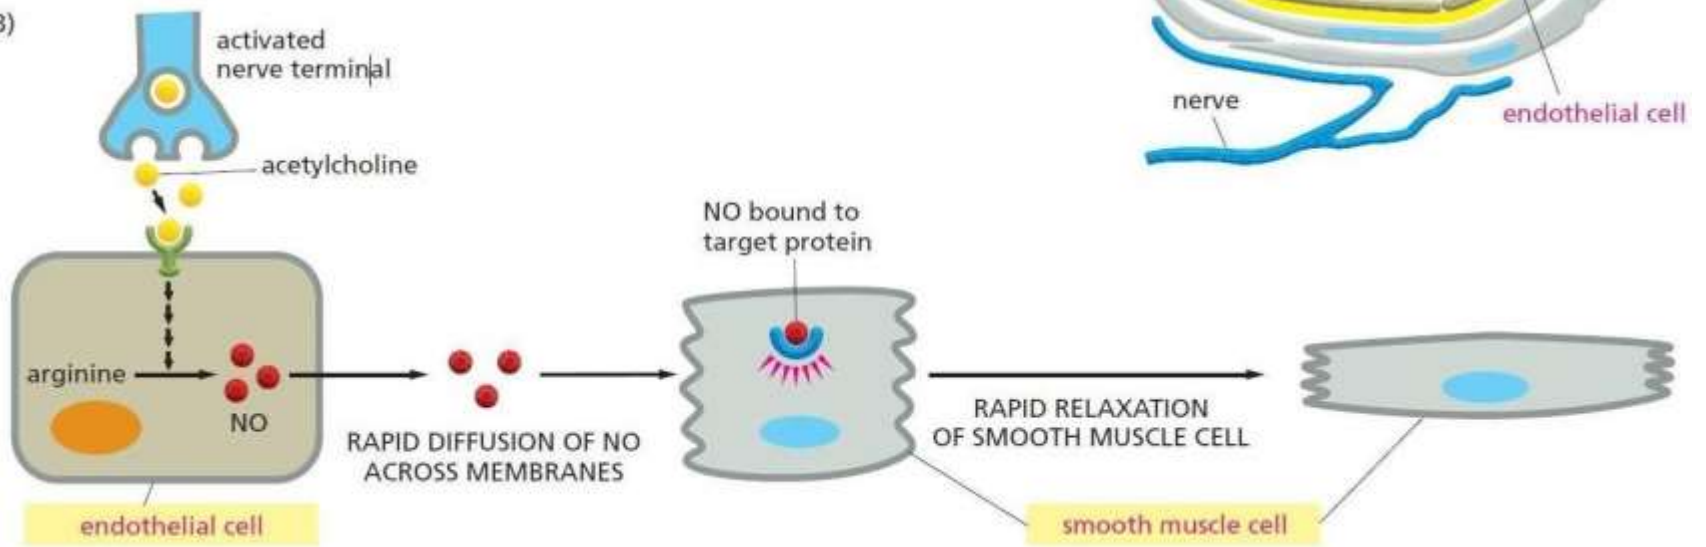 B)
activated
nerve terminal
acetylcholine
nerve
endothelial cell
NO bound to
target protein
arginine
NO
RAPID DIFFUSION OF NO
ACROSS MEMBRANES
RAPID RELAXATION
OF SMOOTH MUSCLE CELL
endothelial cell
smooth muscle cell